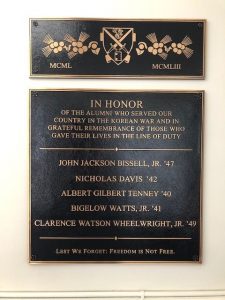 MCML MCMLIII
IN HONOR
OF THE ALUMNI WHO SERVED OUR
COUNTRY IN THE KOREAN WAR AND IN
GRATEFUL REMEMBRANCE OF THOSE WHO
GAVE THEIR LIVES IN THE LINE OF DUTY
JOHN JACKSON BISSELL, JR. '47
NICHOLAS DAVIS '42
ALBERT GILBERT TENNEY '40
BIGELOW WATTS, JR. '41
CLARENCE WATSON WHEELWRIGHT, JR. '49
LEST WE FORGET: FREEDOM IS NOT FREE.